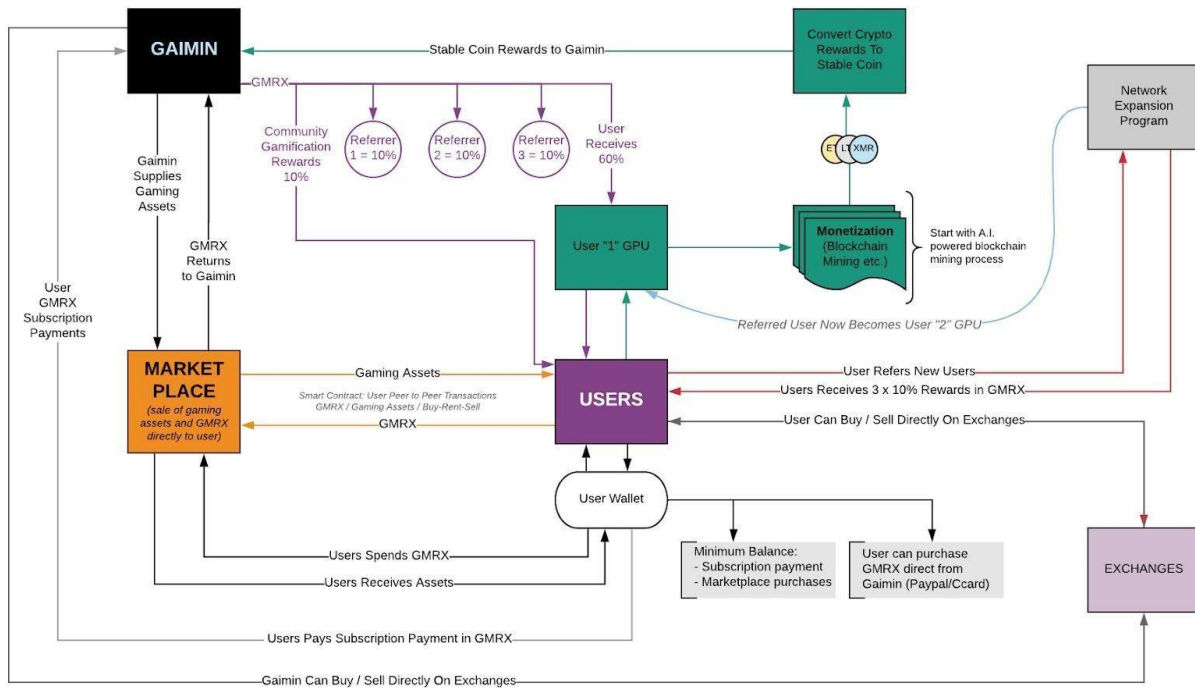 GAIMIN
Stable Coin Rewards to Gaimin
Convert Crypto
Rewards To
Stable Coin
Network
Expansion
Program
GMRX
Community
Gamification
Rewards
10%
Referrer
1 = 10%
Referrer
2 = 10%
Referrer
3 = 10%
User
Receives
60%
ET
LT
XMR
Gaimin
Supplies
Gaming
Assets
GMRX
Returns
to Gaimin
User "1" GPU
Monetization
(Blockchain
Mining etc.)
Start with A.I.
powered blockchain
mining process
User
GMRX
Subscription
Payments
Referred User Now Becomes User "2" GPU
MARKET
PLACE
(sale of gaming
assets and GMRX
directly to user)
Gaming Assets
Smart Contract: User Peer to Peer Transactions
GMRX / Gaming Assets / Buy-Rent-Sell
GMRX
USERS
User Refers New Users
Users Receives 3 x 10% Rewards in GMRX
User Can Buy / Sell Directly On Exchanges
User Wallet
Users Spends GMRX
Users Receives Assets
Minimum Balance:
- Subscription payment
- Marketplace purchases
User can purchase
GMRX direct from
Gaimin (Paypal/Ccard)
EXCHANGES
Users Pays Subscription Payment in GMRX
Gaimin Can Buy / Sell Directly On Exchanges